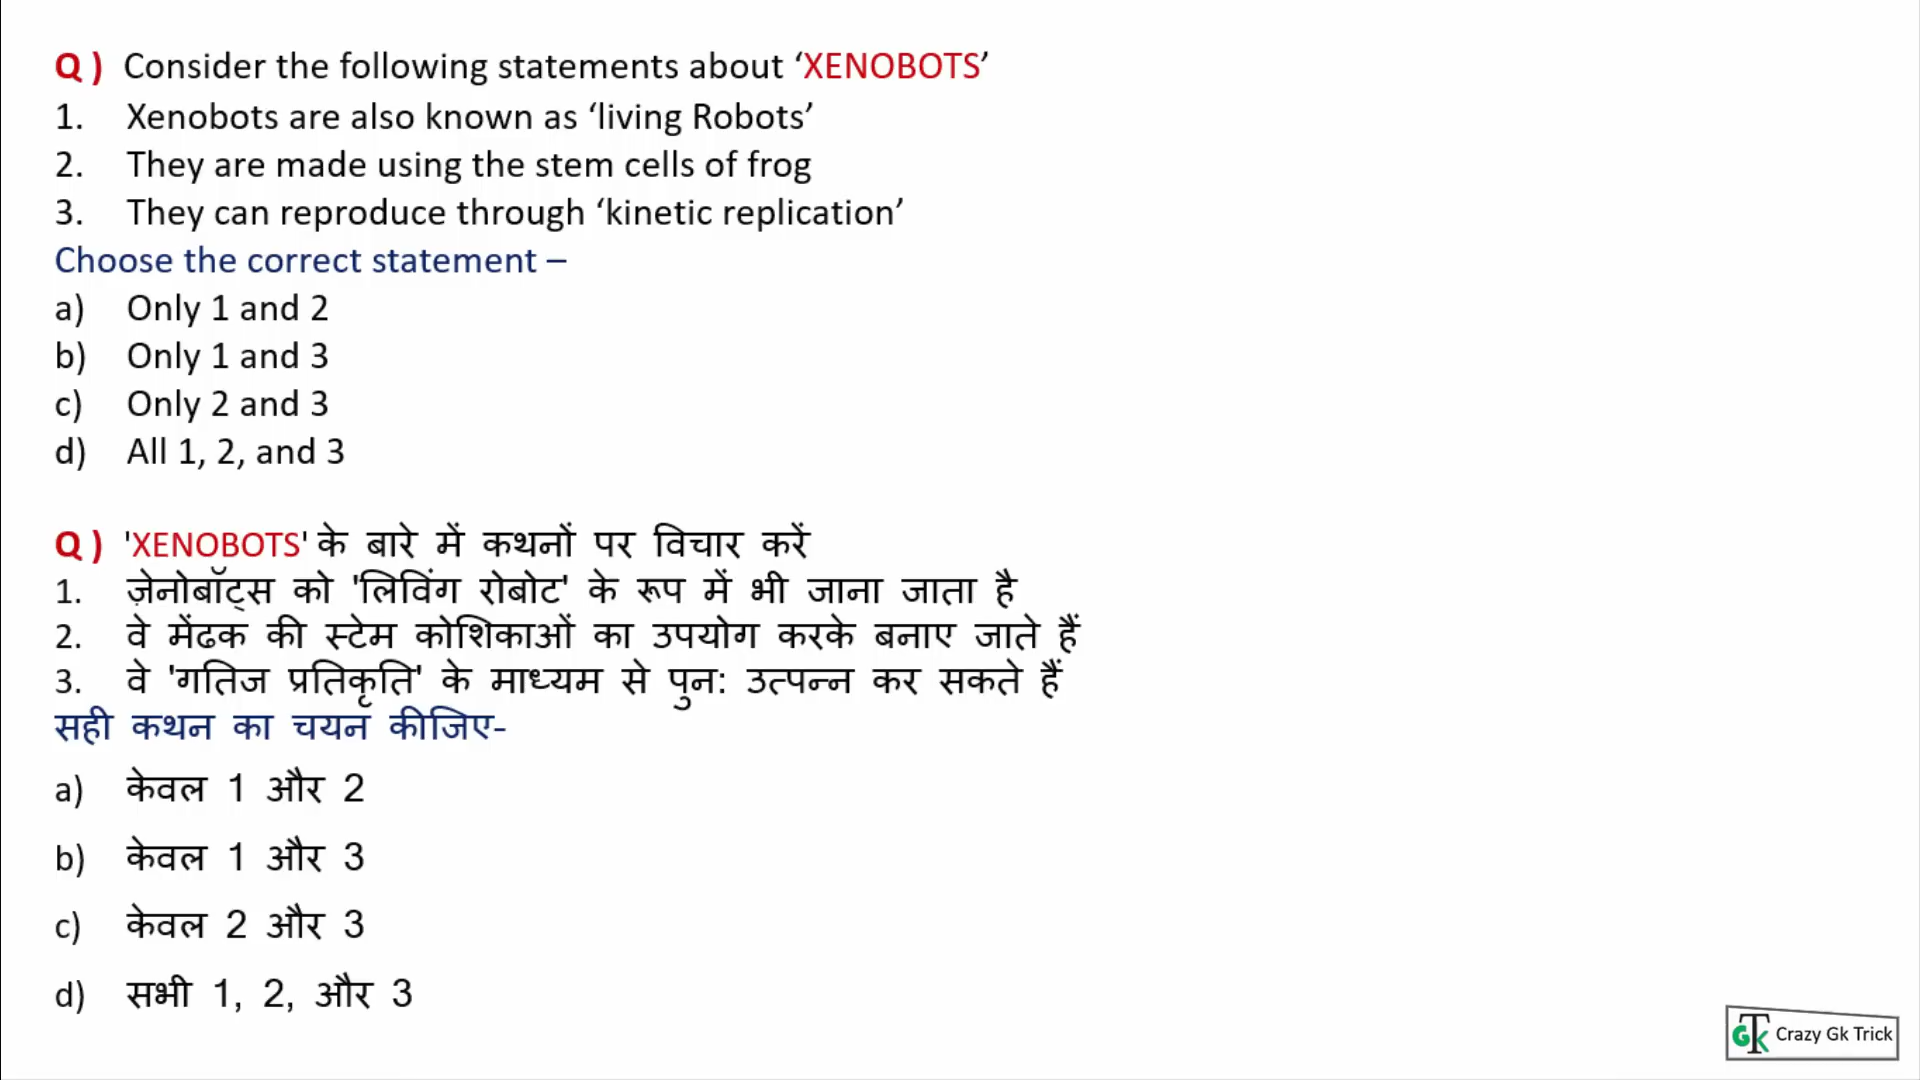 Q ) Consider the following statements about ‘XENOBOTS’
1. Xenobots are also known as ‘living Robots’
2. They are made using the stem cells of frog
3. They can reproduce through ‘kinetic replication’
Choose the correct statement –
a) Only 1 and 2
b) Only 1 and 3
c) Only 2 and 3
d) All 1, 2, and 3
Q ) 'XENOBOTS' के बारे में कथनों पर विचार करें
1. ज़ेनोबॉट्स को 'लिविंग रोबोट' के रूप में भी जाना जाता है
2. वे मेंढक की स्टेम कोशिकाओं का उपयोग करके बनाए जाते हैं
3. वे 'गतिज प्रतिकृति' के माध्यम से पुन: उत्पन्न कर सकते हैं
सही कथन का चयन कीजिए-
a) केवल 1 और 2
b) केवल 1 और 3
c) केवल 2 और 3
d) सभी 1, 2, और 3
GTk Crazy Gk Trick